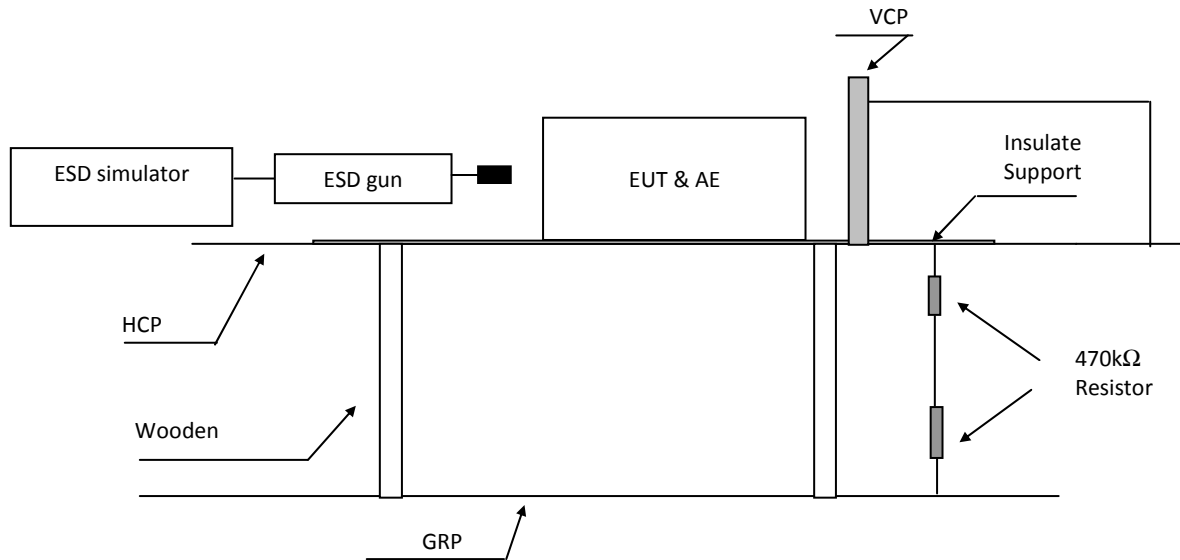 VCP
ESD simulator
ESD gun
EUT & AE
Insulate
Support
HCP
470kΩ
Resistor
Wooden
GRP